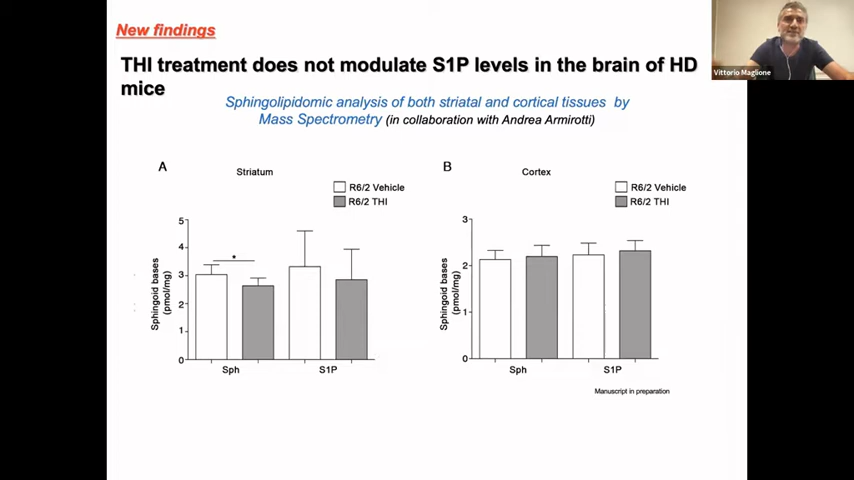 New findings
THI treatment does not modulate S1P levels in the brain of HD
mice
Sphingolipidomic analysis of both striatal and cortical tissues by
Mass Spectrometry (in collaboration with Andrea Armirotti)
Vittorio Maglione
A
Striatum
R6/2 Vehicle
R6/2 THI
Sphingoid bases
(pmol/mg)
5
4
3
2
1
0
*
Sph
S1P
B
Cortex
R6/2 Vehicle
R6/2 THI
Sphingoid bases
(pmol/mg)
3
2
1
0
Sph
S1P
Manuscript in preparation